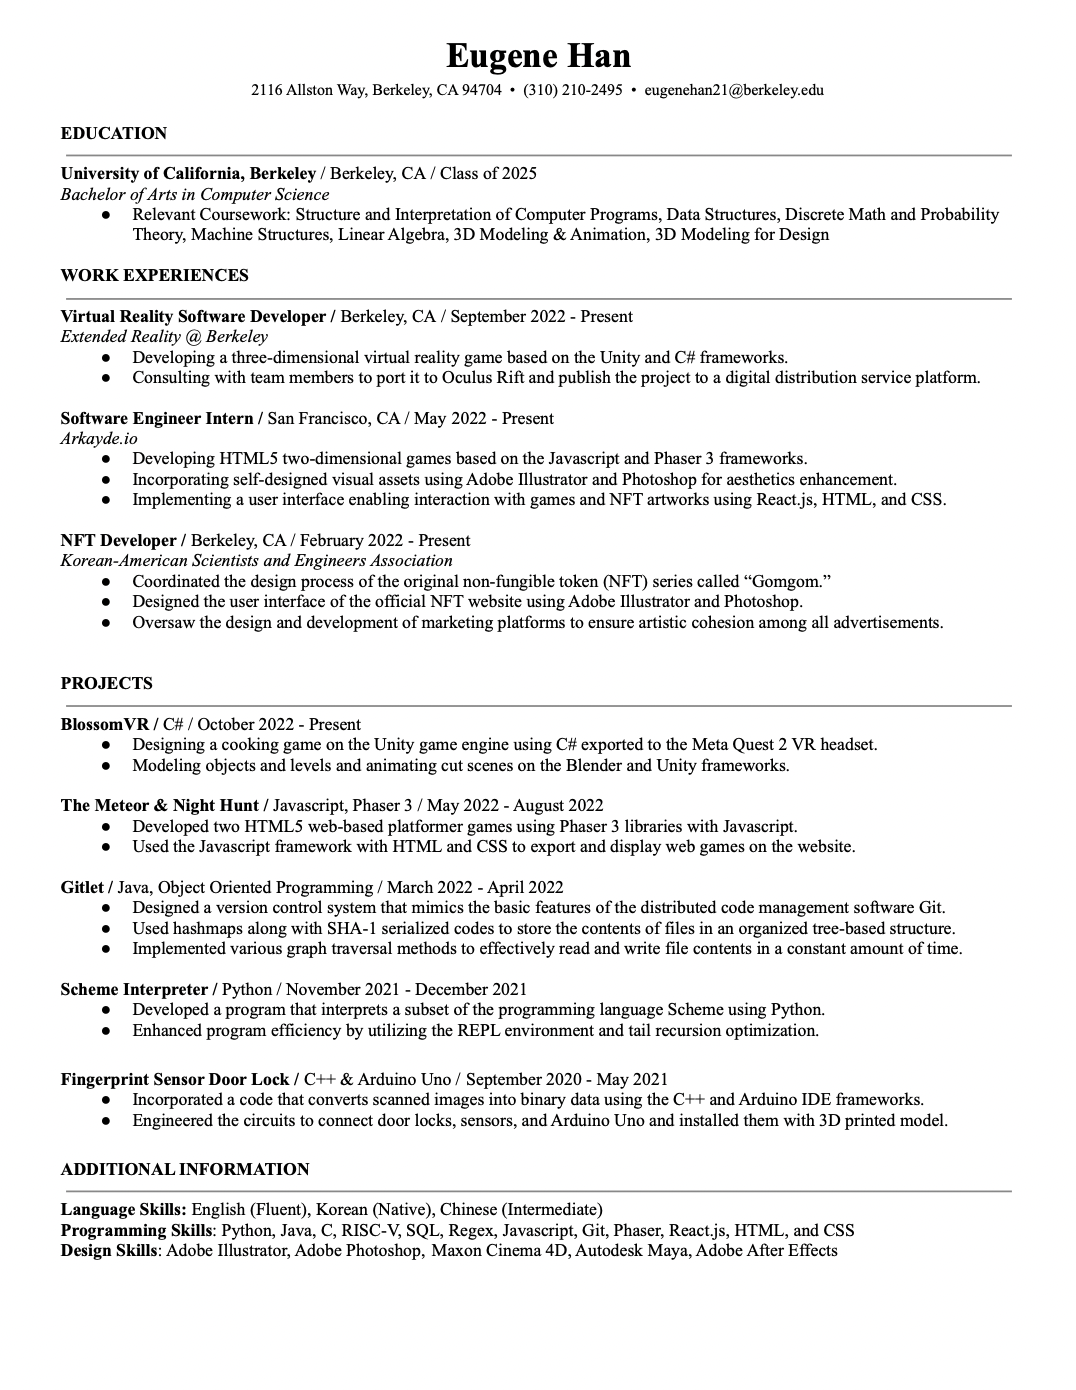 Eugene Han
2116 Allston Way, Berkeley, CA 94704 • (310) 210-2495 • eugenehan21@berkeley.edu
EDUCATION
University of California, Berkeley / Berkeley, CA / Class of 2025
Bachelor of Arts in Computer Science
● Relevant Coursework: Structure and Interpretation of Computer Programs, Data Structures, Discrete Math and Probability
Theory, Machine Structures, Linear Algebra, 3D Modeling & Animation, 3D Modeling for Design
WORK EXPERIENCES
Virtual Reality Software Developer / Berkeley, CA / September 2022 - Present
Extended Reality @ Berkeley
● Developing a three-dimensional virtual reality game based on the Unity and C# frameworks.
● Consulting with team members to port it to Oculus Rift and publish the project to a digital distribution service platform.
Software Engineer Intern / San Francisco, CA / May 2022 - Present
Arkayde.io
● Developing HTML5 two-dimensional games based on the Javascript and Phaser 3 frameworks.
● Incorporating self-designed visual assets using Adobe Illustrator and Photoshop for aesthetics enhancement.
● Implementing a user interface enabling interaction with games and NFT artworks using React.js, HTML, and CSS.
NFT Developer / Berkeley, CA / February 2022 - Present
Korean-American Scientists and Engineers Association
● Coordinated the design process of the original non-fungible token (NFT) series called “Gomgom.”
● Designed the user interface of the official NFT website using Adobe Illustrator and Photoshop.
● Oversaw the design and development of marketing platforms to ensure artistic cohesion among all advertisements.
PROJECTS
BlossomVR / C# / October 2022 - Present
● Designing a cooking game on the Unity game engine using C# exported to the Meta Quest 2 VR headset.
● Modeling objects and levels and animating cut scenes on the Blender and Unity frameworks.
The Meteor & Night Hunt / Javascript, Phaser 3 / May 2022 - August 2022
● Developed two HTML5 web-based platformer games using Phaser 3 libraries with Javascript.
● Used the Javascript framework with HTML and CSS to export and display web games on the website.
Gitlet / Java, Object Oriented Programming / March 2022 - April 2022
● Designed a version control system that mimics the basic features of the distributed code management software Git.
● Used hashmaps along with SHA-1 serialized codes to store the contents of files in an organized tree-based structure.
● Implemented various graph traversal methods to effectively read and write file contents in a constant amount of time.
Scheme Interpreter / Python / November 2021 - December 2021
● Developed a program that interprets a subset of the programming language Scheme using Python.
● Enhanced program efficiency by utilizing the REPL environment and tail recursion optimization.
Fingerprint Sensor Door Lock / C++ & Arduino Uno / September 2020 - May 2021
● Incorporated a code that converts scanned images into binary data using the C++ and Arduino IDE frameworks.
● Engineered the circuits to connect door locks, sensors, and Arduino Uno and installed them with 3D printed model.
ADDITIONAL INFORMATION
Language Skills: English (Fluent), Korean (Native), Chinese (Intermediate)
Programming Skills: Python, Java, C, RISC-V, SQL, Regex, Javascript, Git, Phaser, React.js, HTML, and CSS
Design Skills: Adobe Illustrator, Adobe Photoshop, Maxon Cinema 4D, Autodesk Maya, Adobe After Effects